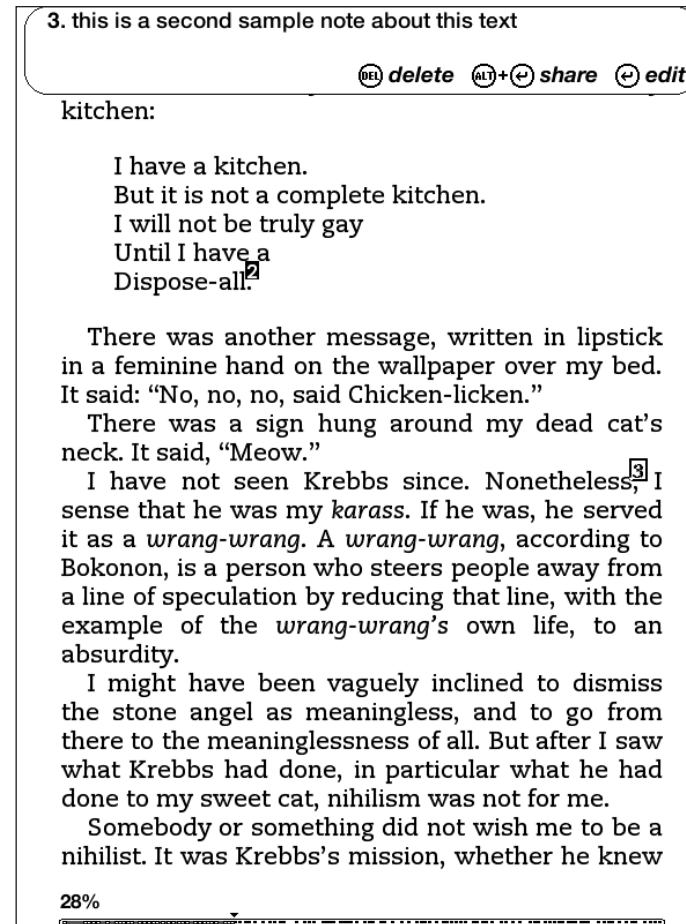 3. this is a second sample note about this text
DEL delete ALT+↵ share ↵ edit
kitchen:
I have a kitchen.
But it is not a complete kitchen.
I will not be truly gay
Until I have a
Dispose-all.2
There was another message, written in lipstick
in a feminine hand on the wallpaper over my bed.
It said: “No, no, no, said Chicken-licken.”
There was a sign hung around my dead cat’s
neck. It said, “Meow.”
I have not seen Krebbs since. Nonetheless,3 I
sense that he was my karass. If he was, he served
it as a wrang-wrang. A wrang-wrang, according to
Bokonon, is a person who steers people away from
a line of speculation by reducing that line, with the
example of the wrang-wrang’s own life, to an
absurdity.
I might have been vaguely inclined to dismiss
the stone angel as meaningless, and to go from
there to the meaninglessness of all. But after I saw
what Krebbs had done, in particular what he had
done to my sweet cat, nihilism was not for me.
Somebody or something did not wish me to be a
nihilist. It was Krebbs’s mission, whether he knew
28%